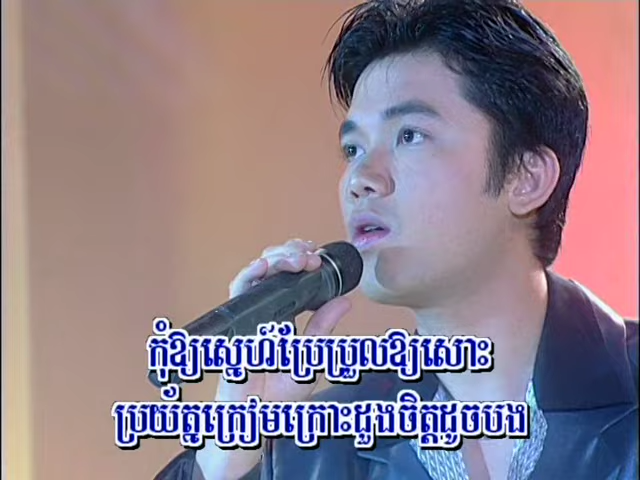 កុំឱ្យស្នេហ៍ប្រែប្រួលឱ្យសោះ
ប្រយ័ត្នក្រៀមក្រោះដួងចិត្តដូចបង